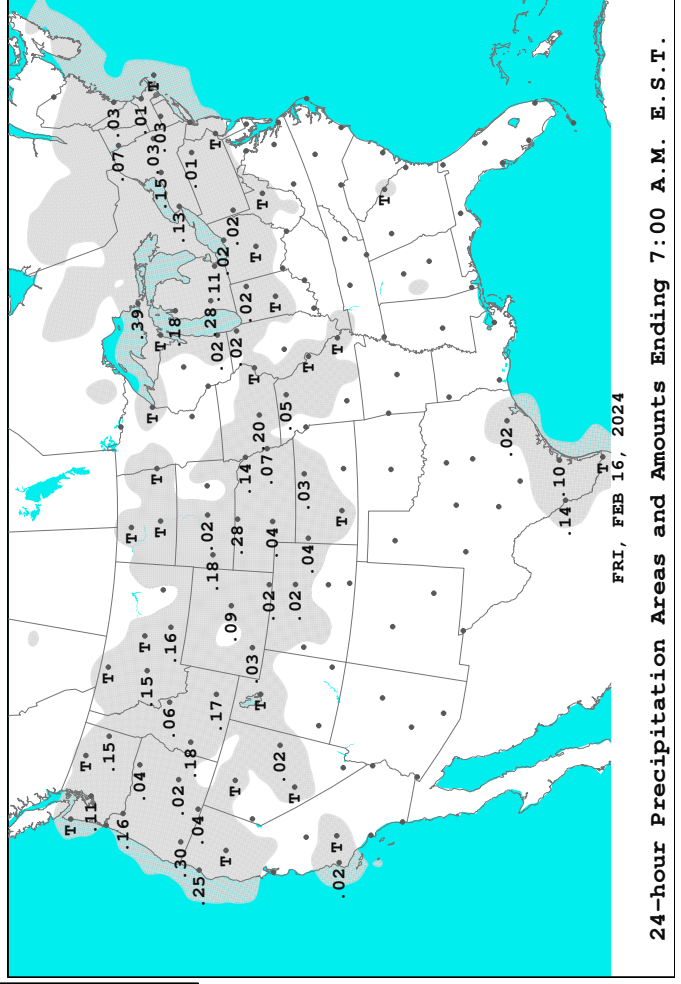 T
T
.11
T
.15
.03
.07
.16
T
.39
.04
.01
T
.15
T
.03
T
T
T
T
.03
.15
.06
.16
.18
.02
.13
.30
.18
.01
.04
.25
.02
.28
.18
.11
T
.17
.02
.02
T
.09
.02
T
.02
.28
.14
.02
.03
T
T
.20
T
T
.07
.02
.04
T
.02
.05
T
.02
.03
.04
T
T
T
.02
T
T
.02
.10
.14
T
FRI, FEB 16, 2024
24-hour Precipitation Areas and Amounts Ending 7:00 A.M. E.S.T.